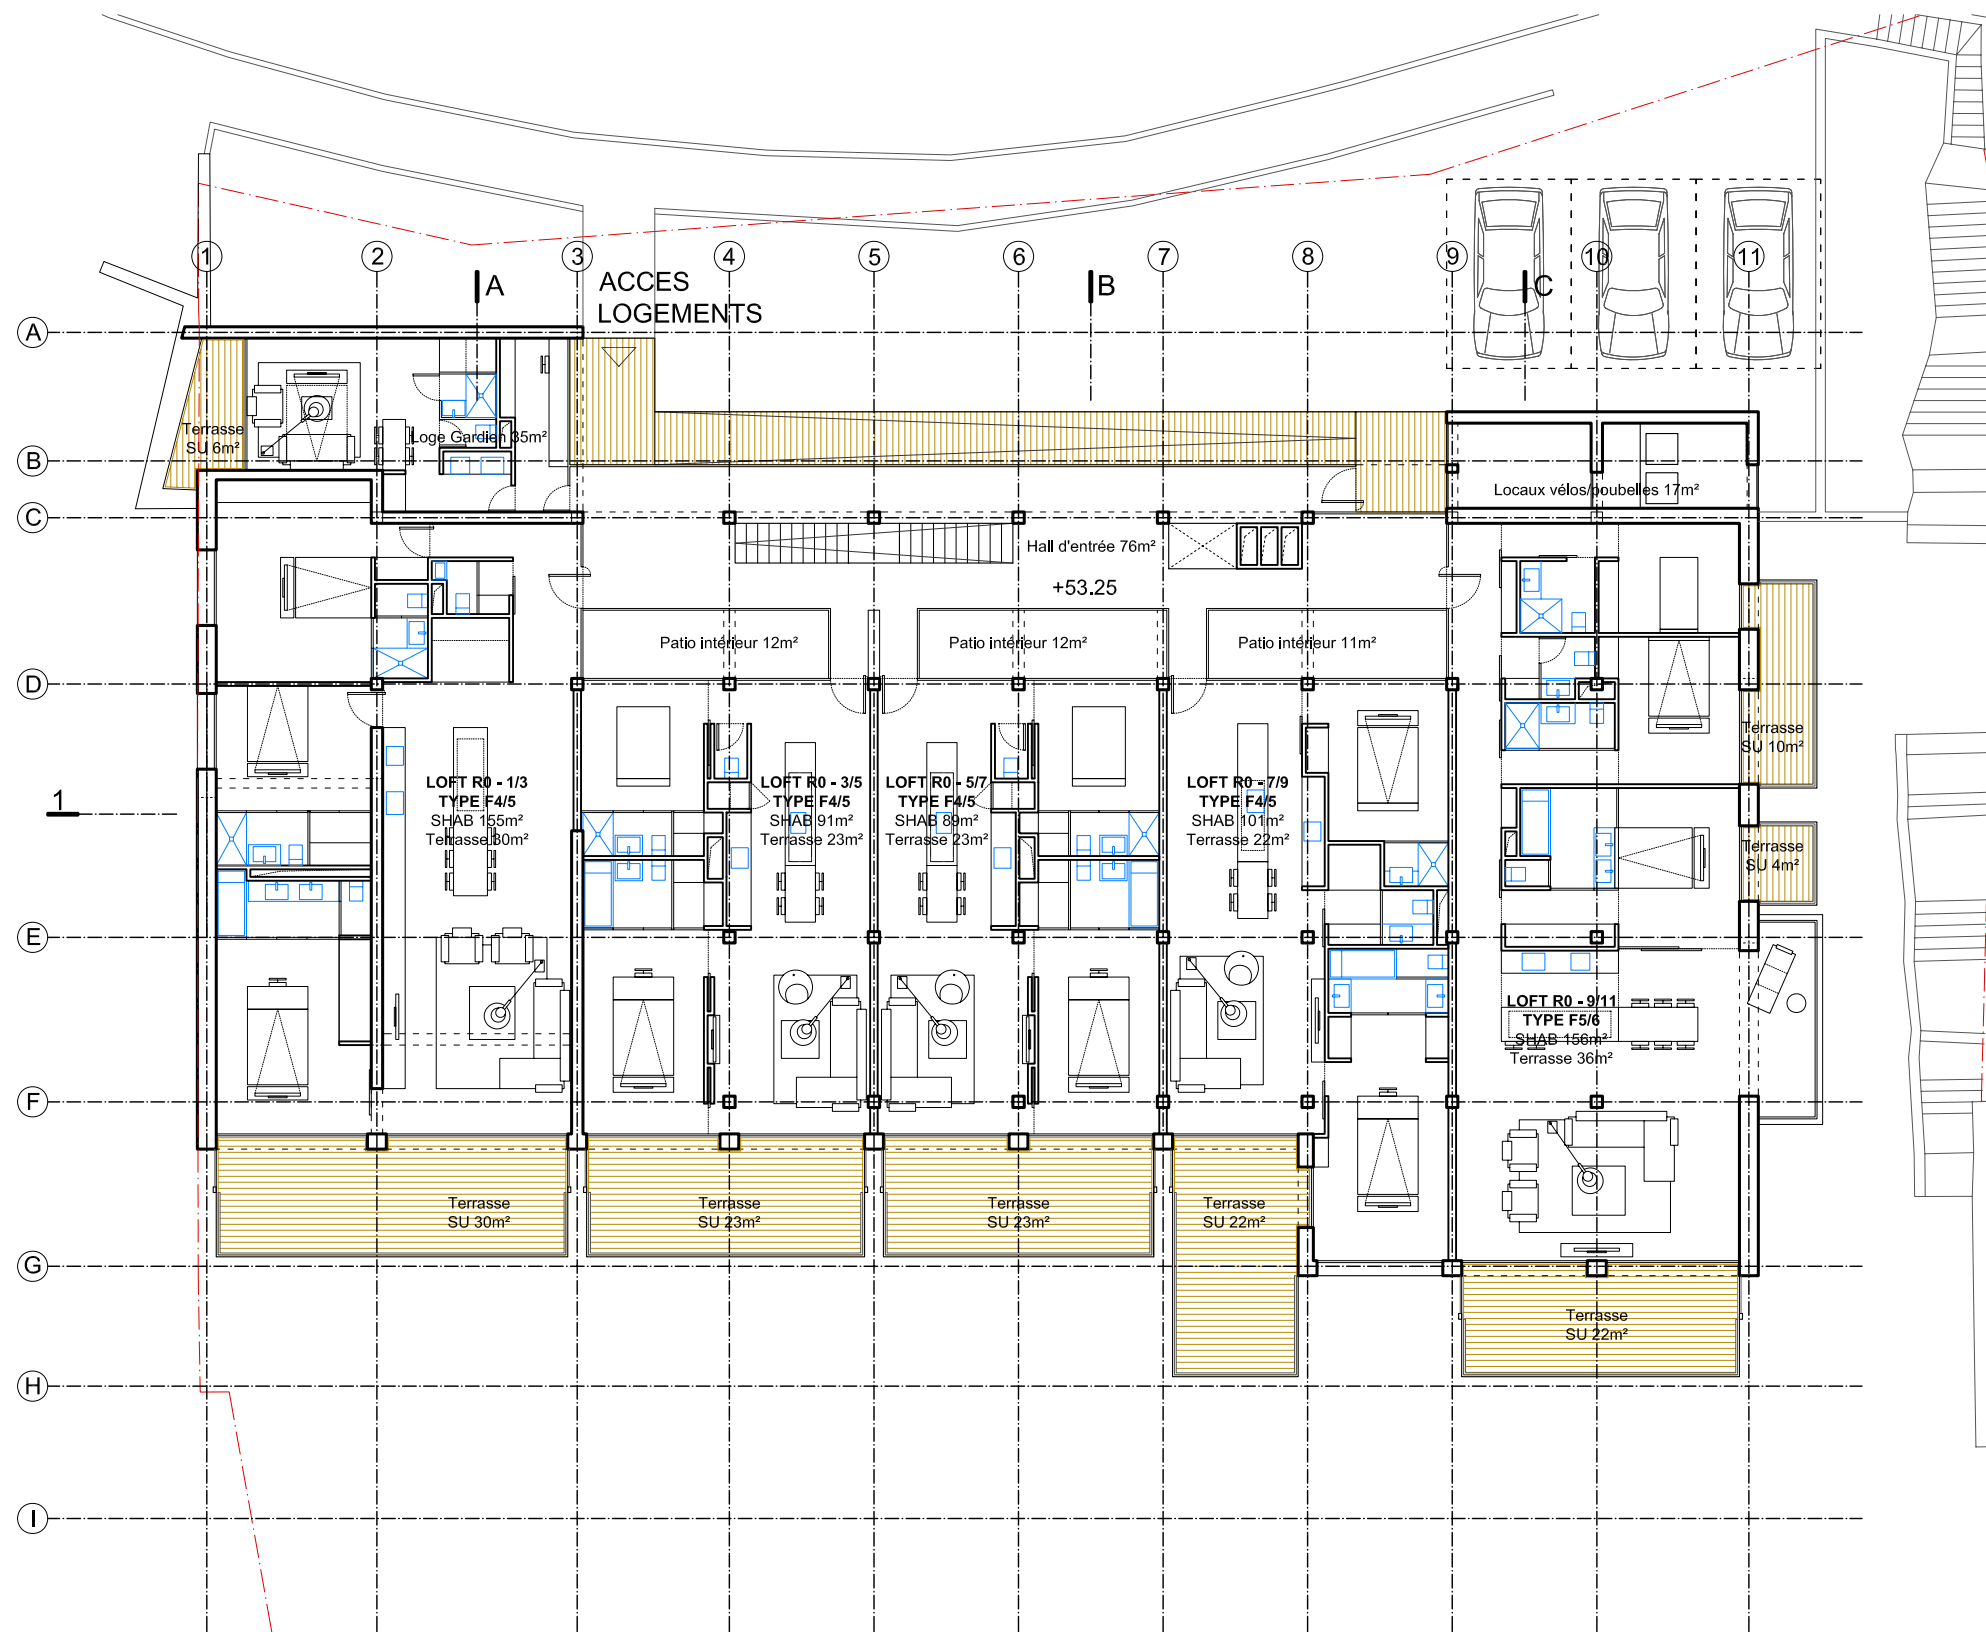 1
2
3
4
5
6
7
8
9
10
11
A
B
C
ACCES
LOGEMENTS
A
Terrasse
SU 6m²
Loge Gardien 35m²
B
Locaux vélos/poubelles 17m²
C
Hall d'entrée 76m²
+53.25
Patio intérieur 12m²
Patio intérieur 12m²
Patio intérieur 11m²
D
Terrasse
SU 10m²
1
LOFT R0 - 1/3
TYPE F4/5
SHAB 155m²
Terrasse 30m²
LOFT R0 - 3/5
TYPE F4/5
SHAB 91m²
Terrasse 23m²
LOFT R0 - 5/7
TYPE F4/5
SHAB 89m²
Terrasse 23m²
LOFT R0 - 7/9
TYPE F4/5
SHAB 101m²
Terrasse 22m²
Terrasse
SU 4m²
E
LOFT R0 - 9/11
TYPE F5/6
SHAB 156m²
Terrasse 36m²
F
Terrasse
SU 30m²
Terrasse
SU 23m²
Terrasse
SU 23m²
Terrasse
SU 22m²
G
Terrasse
SU 22m²
H
I